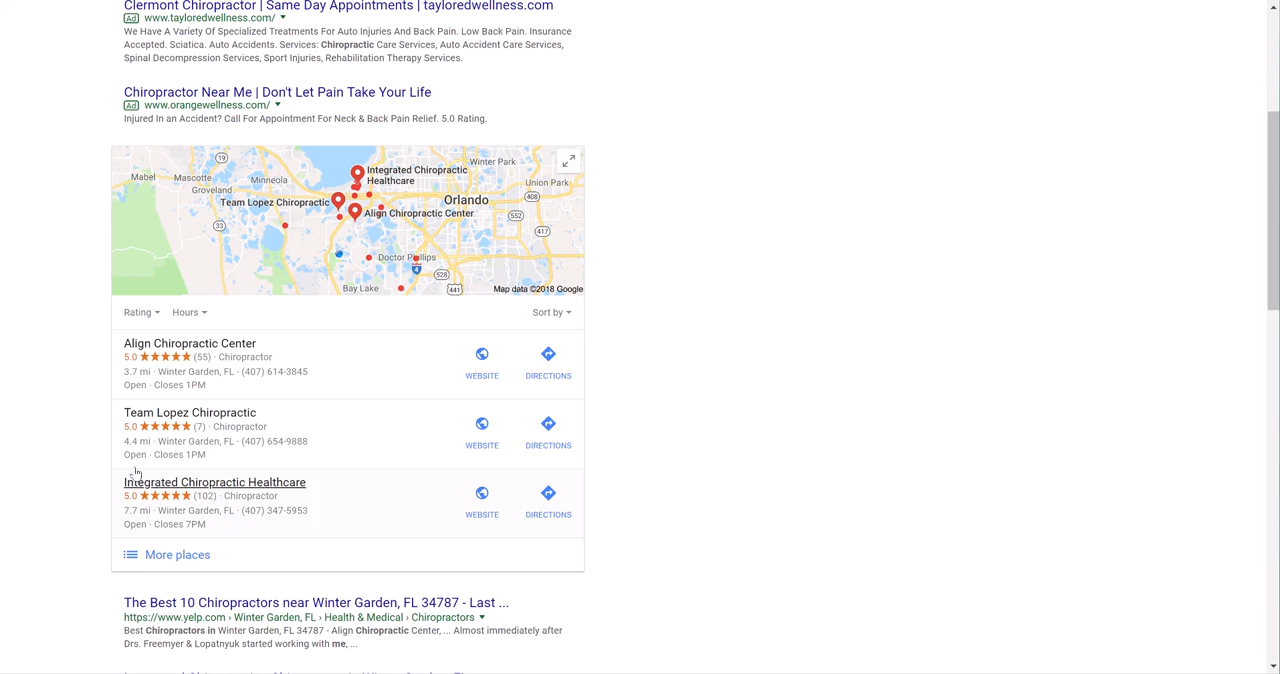 Clermont Chiropractor | Same Day Appointments | tayloredwellness.com
Ad www.tayloredwellness.com/
We Have A Variety Of Specialized Treatments For Auto Injuries And Back Pain. Low Back Pain. Insurance
Accepted. Sciatica. Auto Accidents. Services: Chiropractic Care Services, Auto Accident Care Services,
Spinal Decompression Services, Sport Injuries, Rehabilitation Therapy Services.
Chiropractor Near Me | Don't Let Pain Take Your Life
Ad www.orangewellness.com/
Injured In an Accident? Call For Appointment For Neck & Back Pain Relief. 5.0 Rating.
19
Winter Park
Integrated Chiropractic
Healthcare
Mabel
Mascotte
Minneola
Groveland
Union Park
408
Team Lopez Chiropractic
Orlando
Align Chiropractic Center
552
33
417
Doctor Phillips
4
528
Bay Lake
441
Map data ©2018 Google
Rating Hours Sort by
Align Chiropractic Center
5.0 (55) · Chiropractor
3.7 mi · Winter Garden, FL · (407) 614-3845
Open · Closes 1PM
WEBSITE DIRECTIONS
Team Lopez Chiropractic
5.0 (7) · Chiropractor
4.4 mi · Winter Garden, FL · (407) 654-9888
Open · Closes 1PM
WEBSITE DIRECTIONS
Integrated Chiropractic Healthcare
5.0 (102) · Chiropractor
7.7 mi · Winter Garden, FL · (407) 347-5953
Open · Closes 7PM
WEBSITE DIRECTIONS
More places
The Best 10 Chiropractors near Winter Garden, FL 34787 - Last ...
https://www.yelp.com › Winter Garden, FL › Health & Medical › Chiropractors
Best Chiropractors in Winter Garden, FL 34787 - Align Chiropractic Center, ... Almost immediately after
Drs. Freemyer & Lopatnyuk started working with me, ...